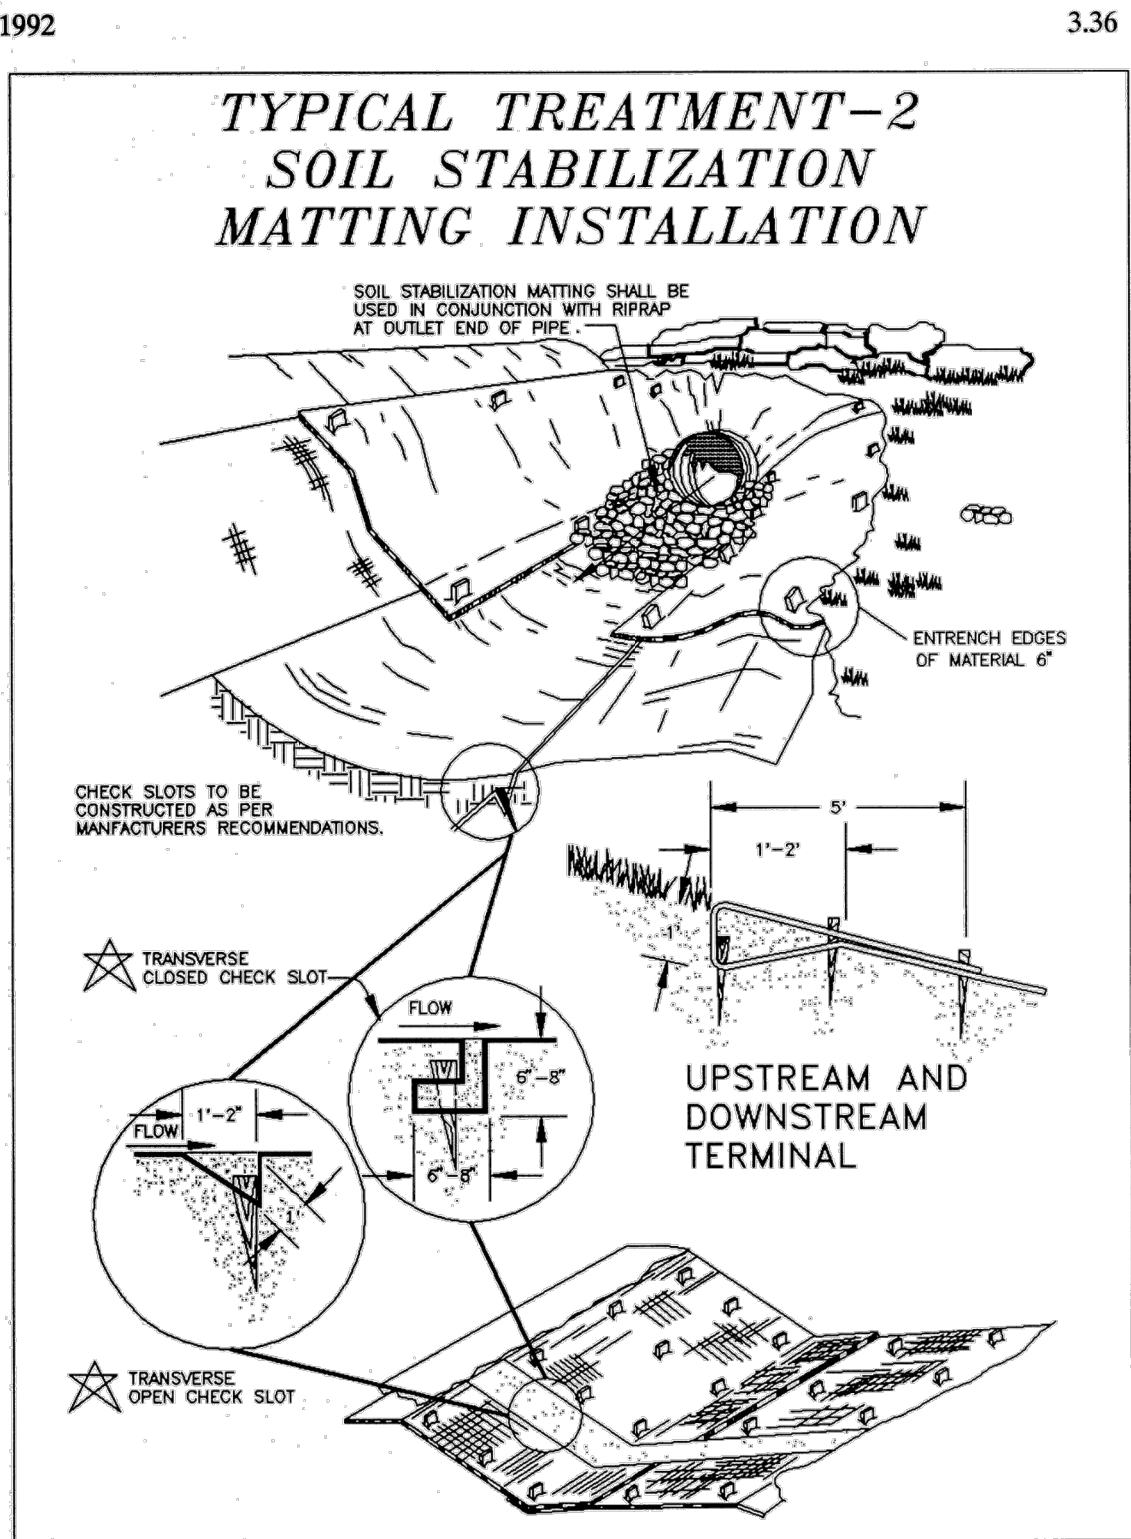 1992
3.36
TYPICAL TREATMENT-2
SOIL STABILIZATION
MATTING INSTALLATION
SOIL STABILIZATION MATTING SHALL BE
USED IN CONJUNCTION WITH RIPRAP
AT OUTLET END OF PIPE.
ENTRENCH EDGES
OF MATERIAL 6"
CHECK SLOTS TO BE
CONSTRUCTED AS PER
MANFACTURERS RECOMMENDATIONS.
5'
1'-2'
1'
TRANSVERSE
CLOSED CHECK SLOT
FLOW
6"-8"
6"-8"
UPSTREAM AND
DOWNSTREAM
TERMINAL
1'-2"
FLOW
1'
TRANSVERSE
OPEN CHECK SLOT